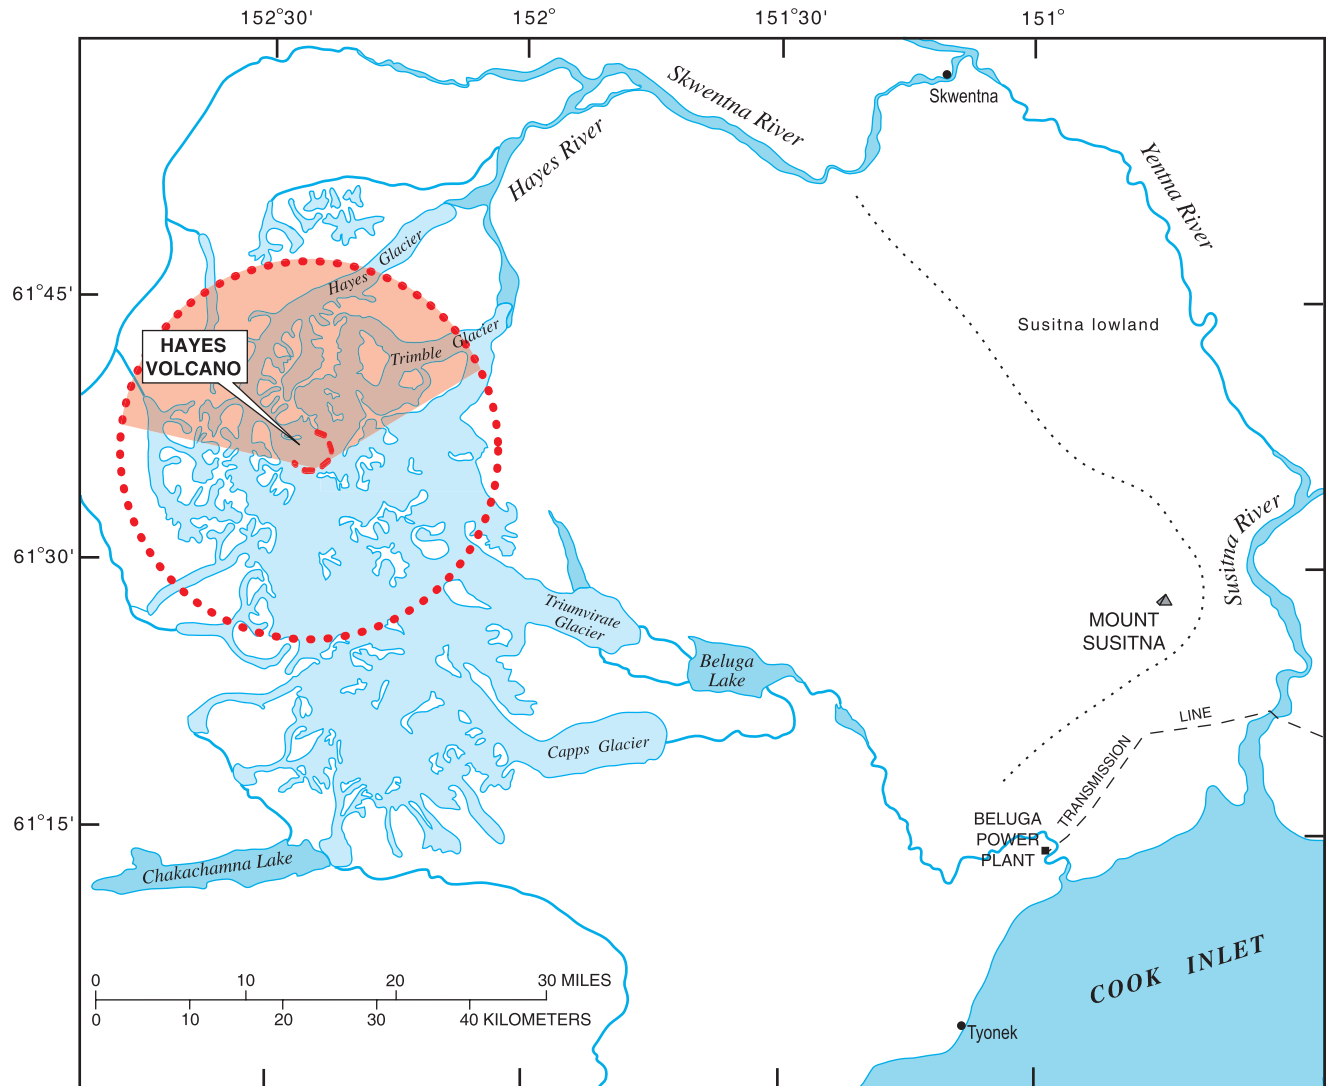 152°30'
152°
151°30'
151°
Skwentna River
Skwentna
Hayes River
Yentna River
Hayes Glacier
61°45'
Susitna lowland
Trimble Glacier
HAYES
VOLCANO
Susitna River
61°30'
Triumvirate
Glacier
MOUNT
SUSITNA
Beluga
Lake
LINE
Capps Glacier
TRANSMISSION
61°15'
BELUGA
POWER
PLANT
Chakachamna Lake
COOK INLET
0 10 20 30 MILES
0 10 20 30 40 KILOMETERS
Tyonek